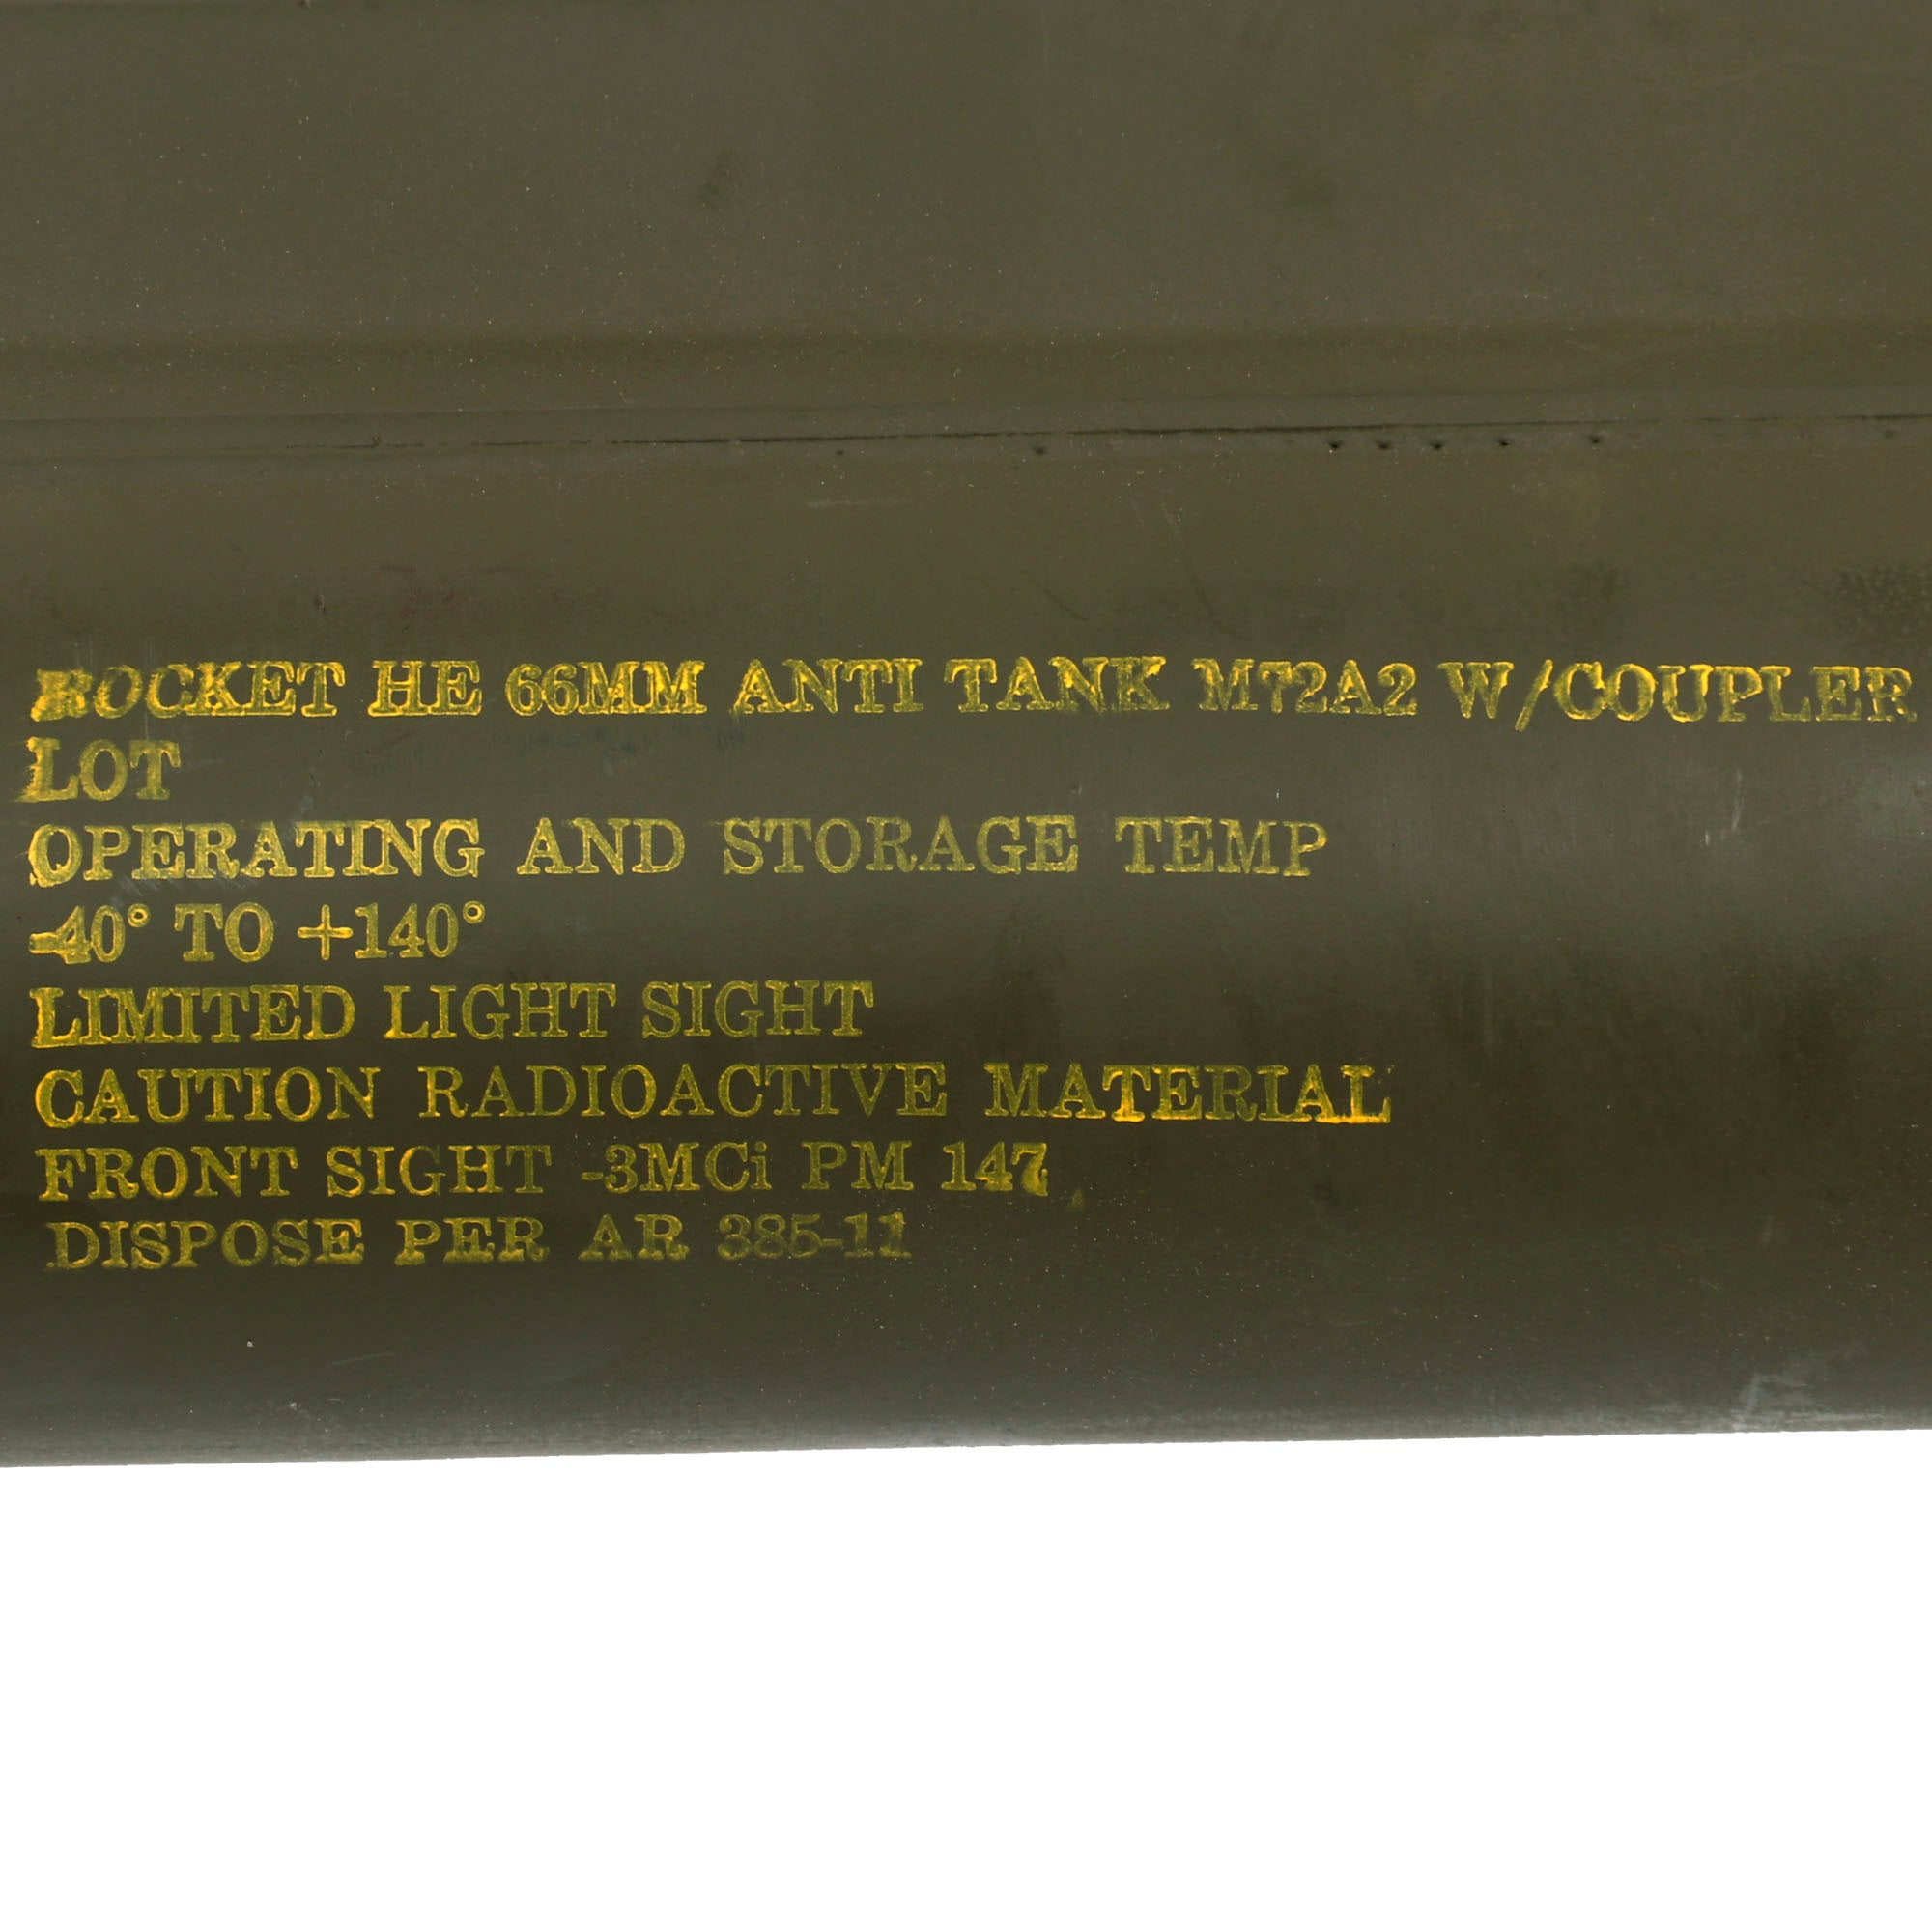 ROCKET HE 66MM ANTI TANK M72A2 W/COUPLER
LOT
OPERATING AND STORAGE TEMP
-40° TO +140°
LIMITED LIGHT SIGHT
CAUTION RADIOACTIVE MATERIAL
FRONT SIGHT -3MCi PM 147
DISPOSE PER AR 385-11